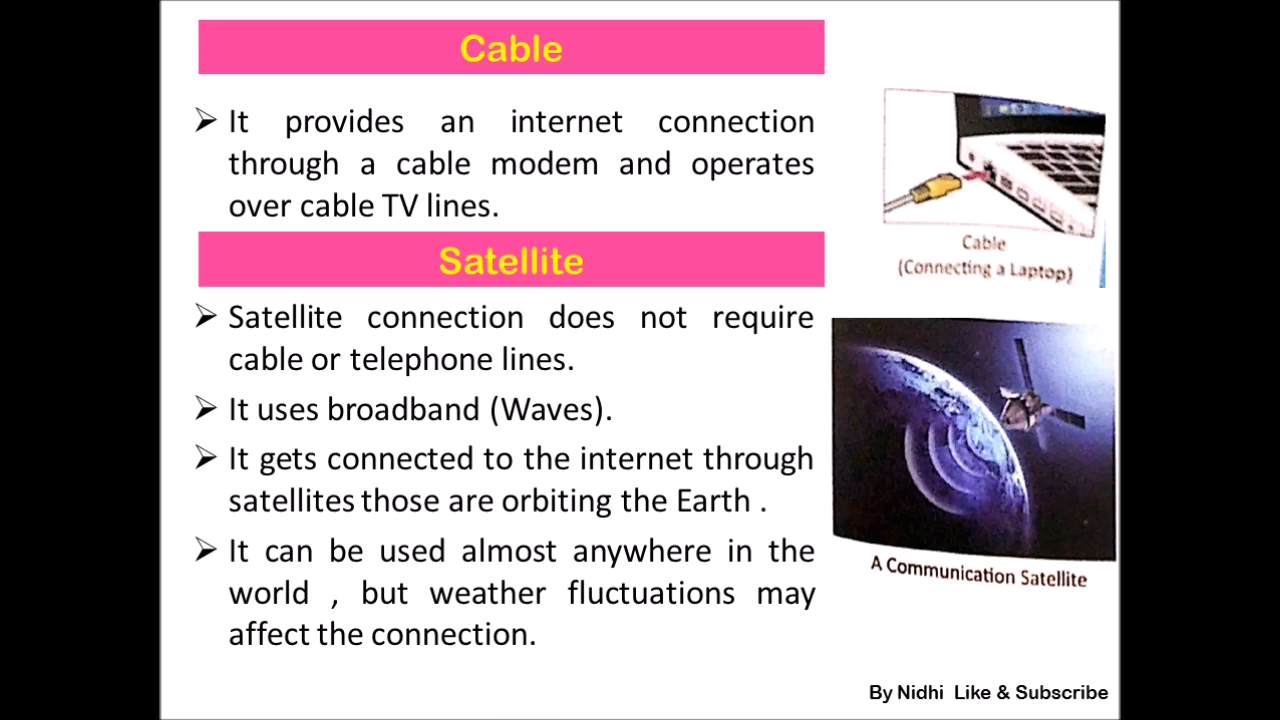 Cable
➢ It provides an internet connection
through a cable modem and operates
over cable TV lines.
Cable
(Connecting a Laptop)
Satellite
➢ Satellite connection does not require
cable or telephone lines.
➢ It uses broadband (Waves).
➢ It gets connected to the internet through
satellites those are orbiting the Earth .
➢ It can be used almost anywhere in the
world , but weather fluctuations may
affect the connection.
A Communication Satellite
By Nidhi Like & Subscribe